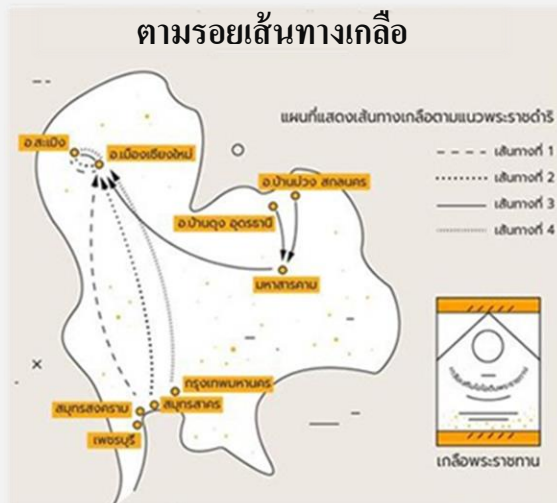 ตามรอยเส้นทางเกลือ
แผนที่แสดงเส้นทางเกลือตามแนวพระราชดำริ
เส้นทางที่ 1
เส้นทางที่ 2
เส้นทางที่ 3
เส้นทางที่ 4
อ.สะเมิง
อ.เมืองเชียงใหม่
อ.บ้านม่วง สกลนคร
อ.บ้านดุง อุดรธานี
มหาสารคาม
กรุงเทพมหานคร
สมุทรสาคร
สมุทรสงคราม
เพชรบุรี
เกลือพระราชทาน